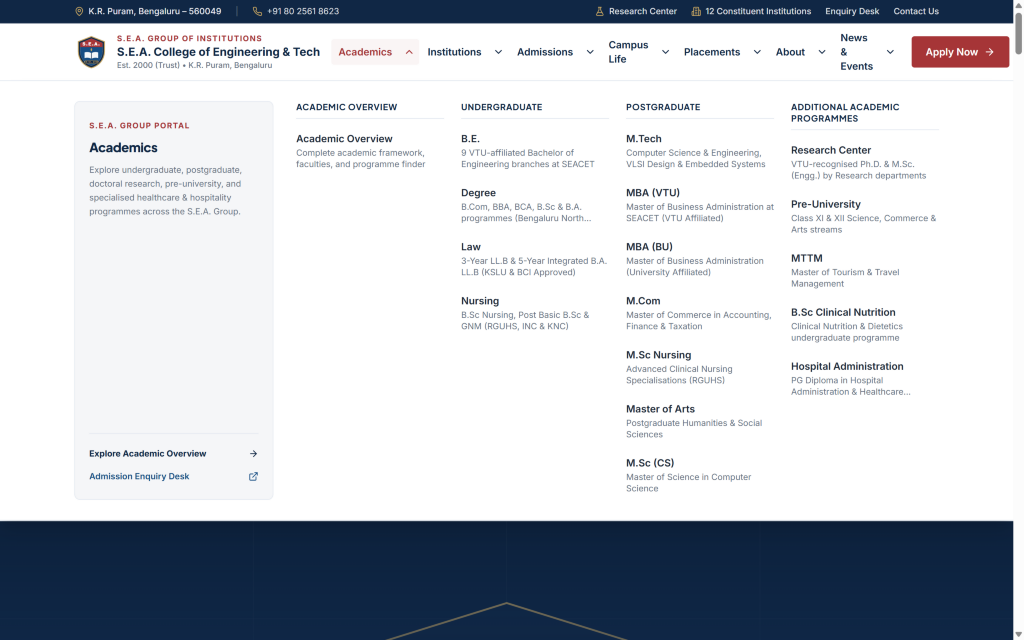 K.R. Puram, Bengaluru – 560049
+91 80 2561 8623
Research Center
12 Constituent Institutions
Enquiry Desk
Contact Us
S.E.A.
S.E.A. GROUP OF INSTITUTIONS
S.E.A. College of Engineering & Tech
Est. 2000 (Trust) • K.R. Puram, Bengaluru
Academics
Institutions
Admissions
Campus
Life
Placements
About
News
&
Events
Apply Now
S.E.A. GROUP PORTAL
Academics
Explore undergraduate, postgraduate,
doctoral research, pre-university, and
specialised healthcare & hospitality
programmes across the S.E.A. Group.
Explore Academic Overview
Admission Enquiry Desk
ACADEMIC OVERVIEW
Academic Overview
Complete academic framework,
faculties, and programme finder
UNDERGRADUATE
B.E.
9 VTU-affiliated Bachelor of
Engineering branches at SEACET
Degree
B.Com, BBA, BCA, B.Sc & B.A.
programmes (Bengaluru North...
Law
3-Year LL.B & 5-Year Integrated B.A.
LL.B (KSLU & BCI Approved)
Nursing
B.Sc Nursing, Post Basic B.Sc &
GNM (RGUHS, INC & KNC)
POSTGRADUATE
M.Tech
Computer Science & Engineering,
VLSI Design & Embedded Systems
MBA (VTU)
Master of Business Administration at
SEACET (VTU Affiliated)
MBA (BU)
Master of Business Administration
(University Affiliated)
M.Com
Master of Commerce in Accounting,
Finance & Taxation
M.Sc Nursing
Advanced Clinical Nursing
Specialisations (RGUHS)
Master of Arts
Postgraduate Humanities & Social
Sciences
M.Sc (CS)
Master of Science in Computer
Science
ADDITIONAL ACADEMIC
PROGRAMMES
Research Center
VTU-recognised Ph.D. & M.Sc.
(Engg.) by Research departments
Pre-University
Class XI & XII Science, Commerce &
Arts streams
MTTM
Master of Tourism & Travel
Management
B.Sc Clinical Nutrition
Clinical Nutrition & Dietetics
undergraduate programme
Hospital Administration
PG Diploma in Hospital
Administration & Healthcare...